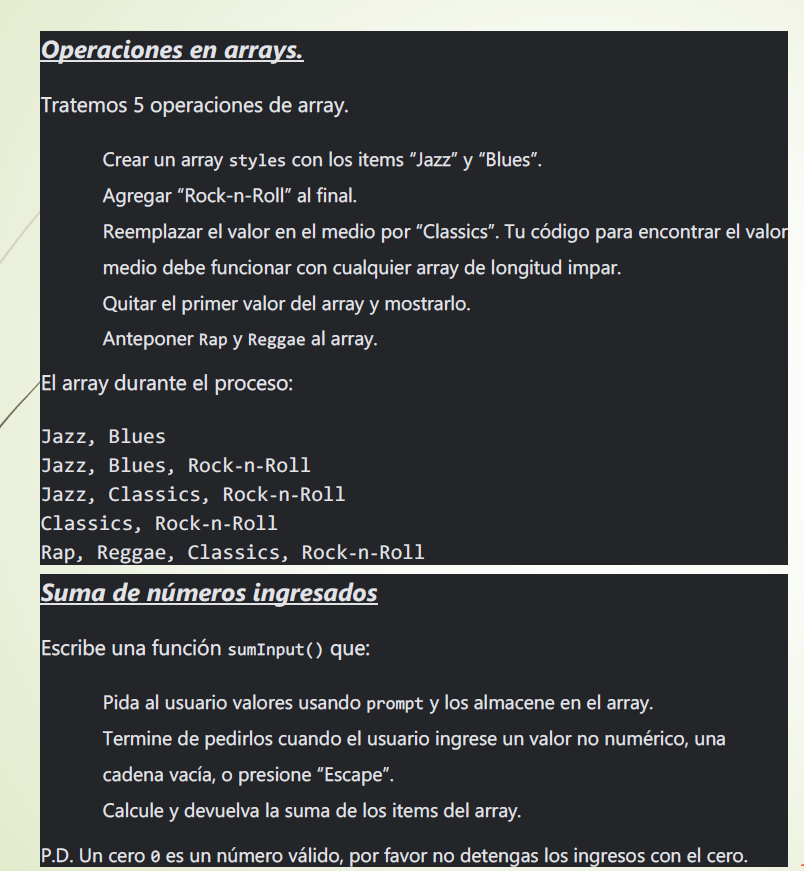 Operaciones en arrays.
Tratemos 5 operaciones de array.
Crear un array styles con los items “Jazz” y “Blues”.
Agregar “Rock-n-Roll” al final.
Reemplazar el valor en el medio por “Classics”. Tu código para encontrar el valor
medio debe funcionar con cualquier array de longitud impar.
Quitar el primer valor del array y mostrarlo.
Anteponer Rap y Reggae al array.
El array durante el proceso:
Jazz, Blues
Jazz, Blues, Rock-n-Roll
Jazz, Classics, Rock-n-Roll
Classics, Rock-n-Roll
Rap, Reggae, Classics, Rock-n-Roll
Suma de números ingresados
Escribe una función sumInput() que:
Pida al usuario valores usando prompt y los almacene en el array.
Termine de pedirlos cuando el usuario ingrese un valor no numérico, una
cadena vacía, o presione “Escape”.
Calcule y devuelva la suma de los items del array.
P.D. Un cero 0 es un número válido, por favor no detengas los ingresos con el cero.